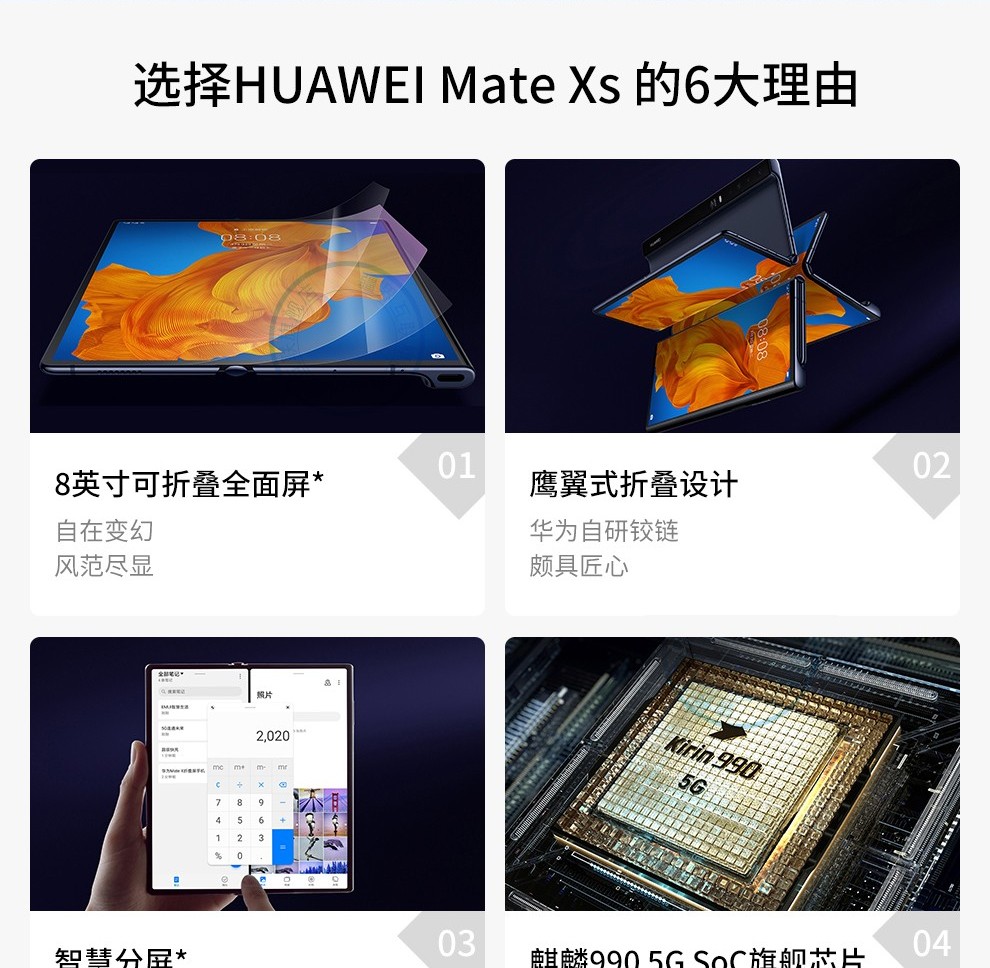 选择HUAWEI Mate Xs 的6大理由
08:08
01
8英寸可折叠全面屏*
自在变幻
风范尽显
08:08
02
鹰翼式折叠设计
华为自研铰链
颇具匠心
全部笔记
搜索笔记
照片
2,020
mc m+ m- mr
7 8 9 −
4 5 6 +
1 2 3
% 0 . =
03
智慧分屏*
Kirin 990
5G
04
麒麟990 5G SoC旗舰芯片